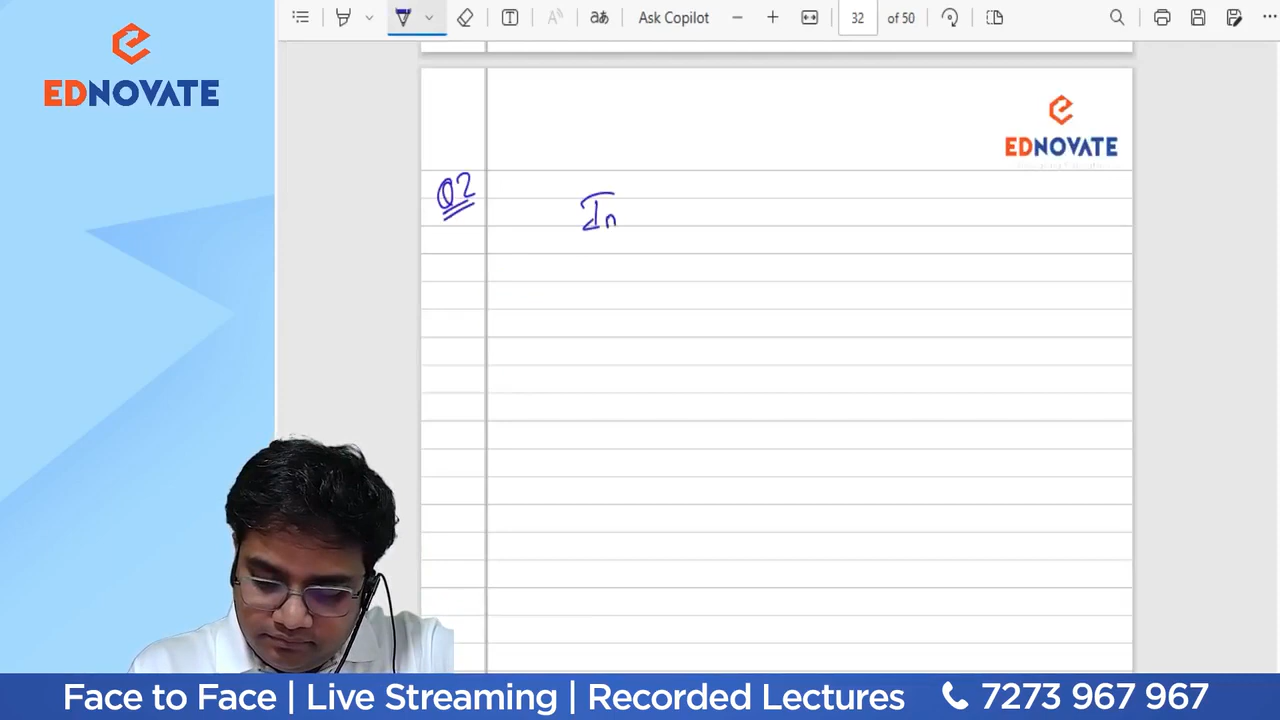 EDNOVATE
Ask Copilot
32
of 50
EDNOVATE
Q2
In
Face to Face | Live Streaming | Recorded Lectures 7273 967 967